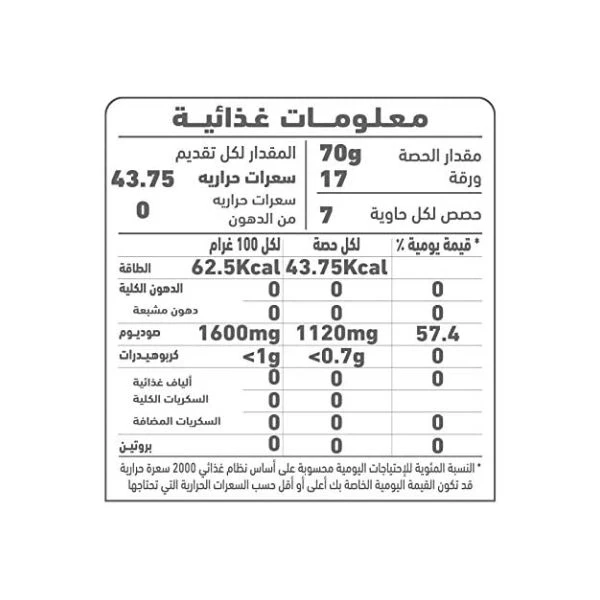 معلومات غذائية
مقدار الحصة 70g
ورقة 17
حصص لكل حاوية 7
المقدار لكل تقديم
سعرات حراريه 43.75
سعرات حراريه
من الدهون 0
* قيمة يومية ٪ لكل حصة لكل 100 غرام
الطاقة 62.5Kcal 43.75Kcal
الدهون الكلية 0 0 0
دهون مشبعة 0 0 0
صوديوم 1600mg 1120mg 57.4
كربوهيدرات <1g <0.7g 0
ألياف غذائية 0 0 0
السكريات الكلية 0 0
السكريات المضافة 0 0 0
بروتين 0 0 0
* النسبة المئوية للإحتياجات اليومية محسوبة على أساس نظام غذائي 2000 سعرة حرارية
قد تكون القيمة اليومية الخاصة بك أعلى أو أقل حسب السعرات الحرارية التي تحتاجها